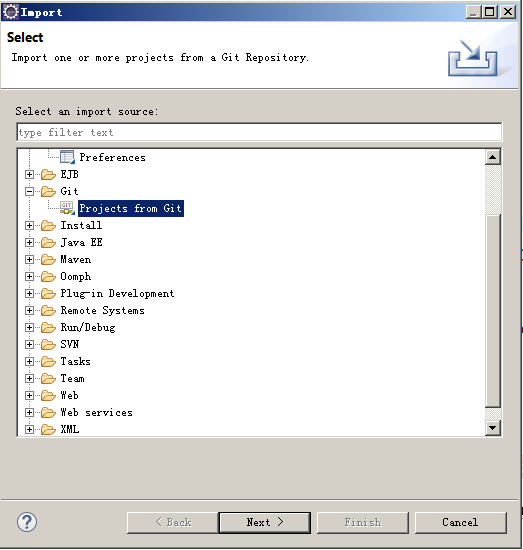 Import
Select
Import one or more projects from a Git Repository.
Select an import source:
type filter text
Preferences
EJB
Git
Projects from Git
Install
Java EE
Maven
Oomph
Plug-in Development
Remote Systems
Run/Debug
SVN
Tasks
Team
Web
Web services
XML
< Back
Next >
Finish
Cancel